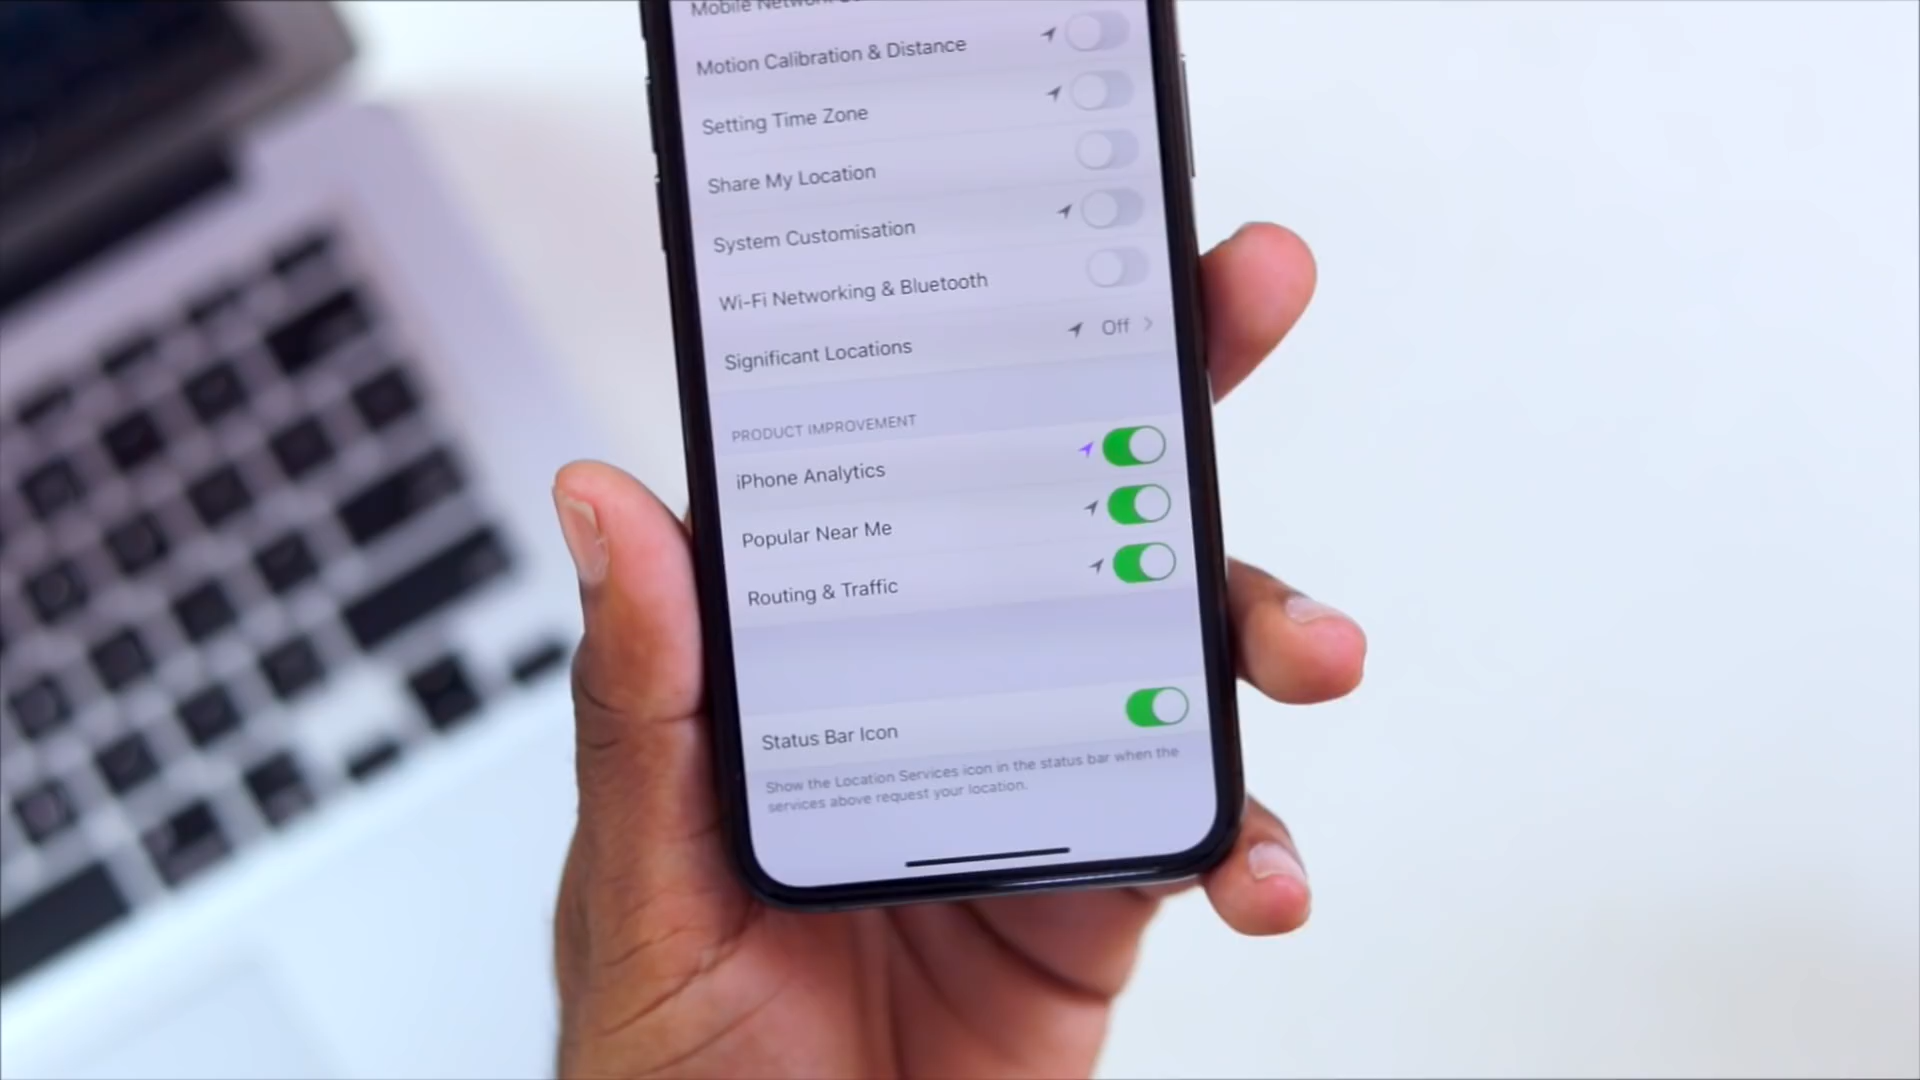 Mobile Network
Motion Calibration & Distance
Setting Time Zone
Share My Location
System Customisation
Wi-Fi Networking & Bluetooth
Significant Locations Off
PRODUCT IMPROVEMENT
iPhone Analytics
Popular Near Me
Routing & Traffic
Status Bar Icon
Show the Location Services icon in the status bar when the
services above request your location.